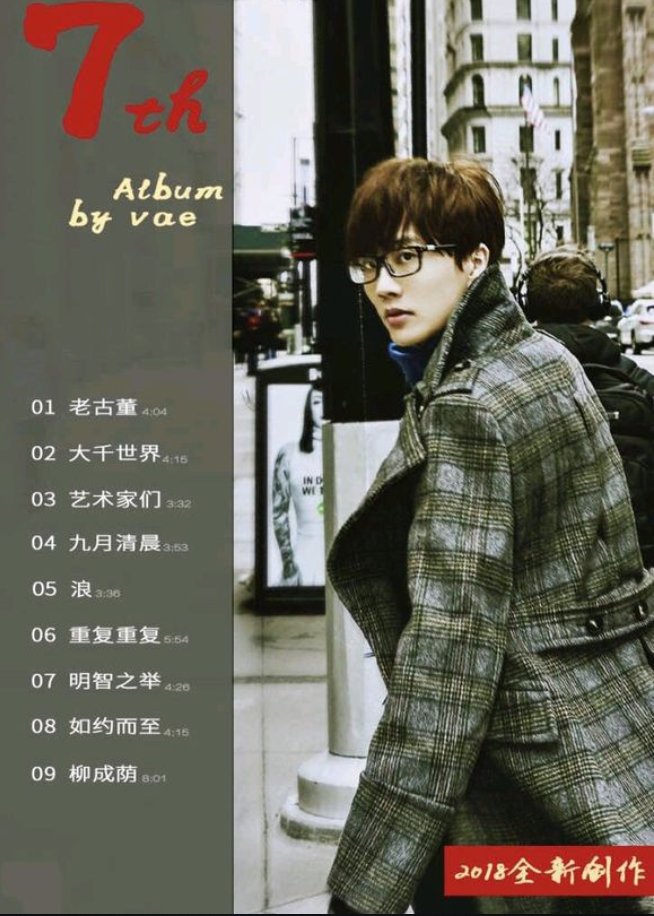 7th
Album
by vae
01 老古董 4:04
02 大千世界 4:15
03 艺术家们 3:32
04 九月清晨 3:53
05 浪 3:36
06 重复重复 5:54
07 明智之举 4:26
08 如约而至 4:15
09 柳成荫 8:01
IN D
WE
2018全新创作